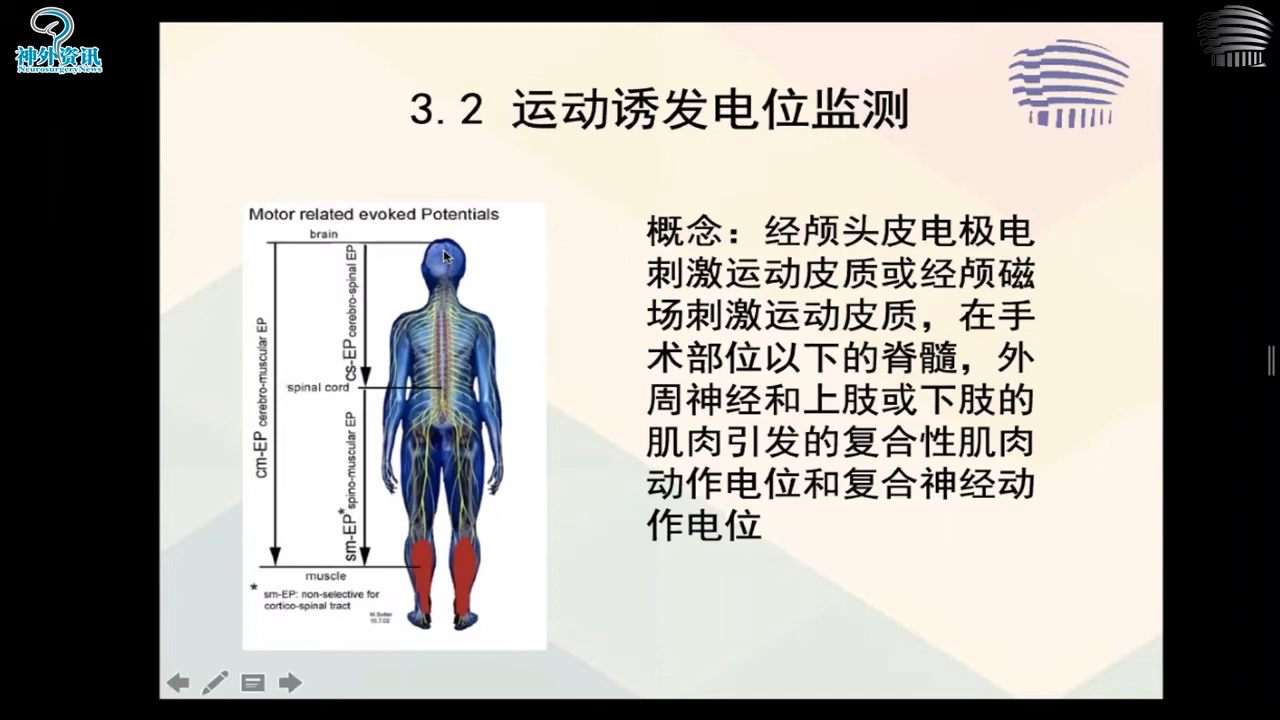 神外资讯
NeurosurgeryNews
3.2 运动诱发电位监测
Motor related evoked Potentials
brain
cm-EP cerebro-muscular EP
cs-EP cerebro-spinal EP
spinal cord
sm-EP* spino-muscular EP
muscle
* sm-EP: non-selective for
cortico-spinal tract
10.7.02
概念：经颅头皮电极电
刺激运动皮质或经颅磁
场刺激运动皮质，在手
术部位以下的脊髓，外
周神经和上肢或下肢的
肌肉引发的复合性肌肉
动作电位和复合神经动
作电位